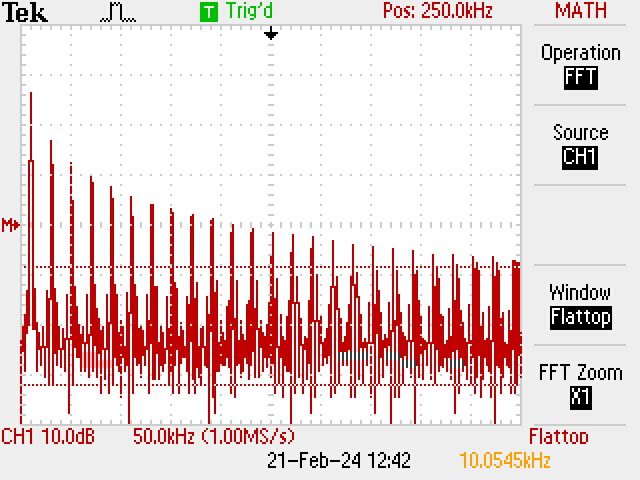 Tek T Trig'd Pos: 250.0kHz MATH
Operation
FFT
Source
CH1
M
Window
Flattop
FFT Zoom
X1
CH1 10.0dB 50.0kHz (1.00MS/s) Flattop
21-Feb-24 12:42 10.0545kHz